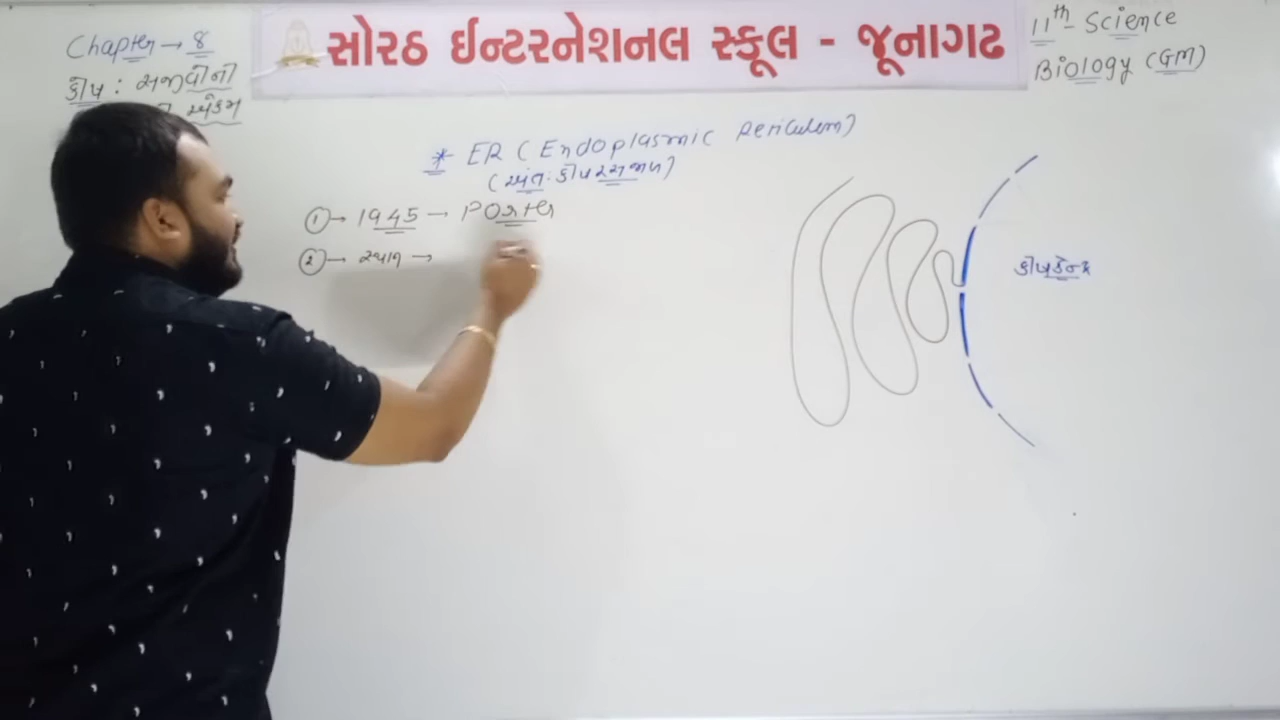 Chapter → 8
કોષ : સજીવીનો
એકમ
સોરઠ ઈન્ટરનેશનલ સ્કૂલ - જૂનાગઢ
11th - Science
Biology (GM)
* ER (Endoplasmic Reticulum)
(અંતઃકોષરસજાળ)
① → 1945 → Porter
② → સ્થાન →
કોષકેન્દ્ર